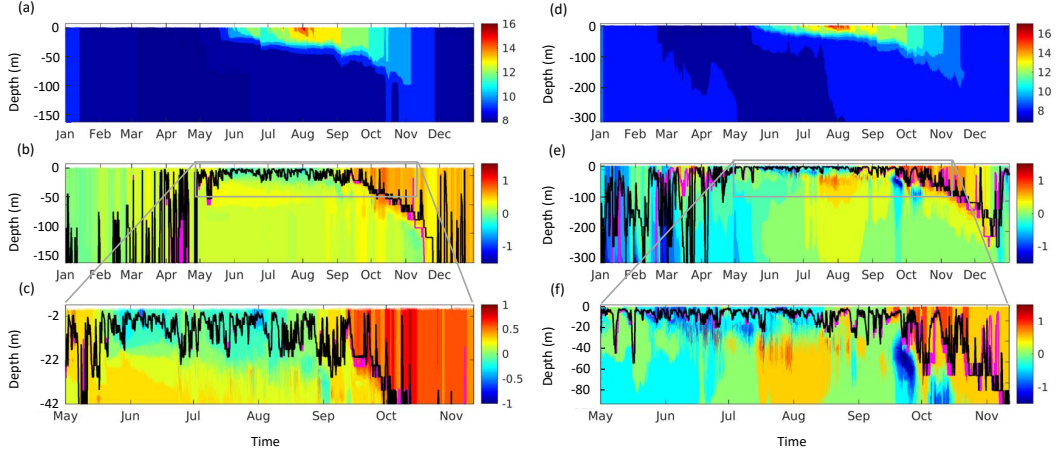 (a)
Depth (m)
0
-50
-100
-150
Jan Feb Mar Apr May Jun Jul Aug Sep Oct Nov Dec
16
14
12
10
8
(b)
Depth (m)
0
-50
-100
-150
Jan Feb Mar Apr May Jun Jul Aug Sep Oct Nov Dec
1
0
-1
(c)
Depth (m)
-2
-22
-42
May Jun Jul Aug Sep Oct Nov
1
0.5
0
-0.5
-1
Time
(d)
Depth (m)
0
-100
-200
-300
Jan Feb Mar Apr May Jun Jul Aug Sep Oct Nov Dec
16
14
12
10
8
(e)
Depth (m)
0
-100
-200
-300
Jan Feb Mar Apr May Jun Jul Aug Sep Oct Nov Dec
1
0
-1
(f)
Depth (m)
0
-20
-40
-60
-80
May Jun Jul Aug Sep Oct Nov
1
0
-1
Time